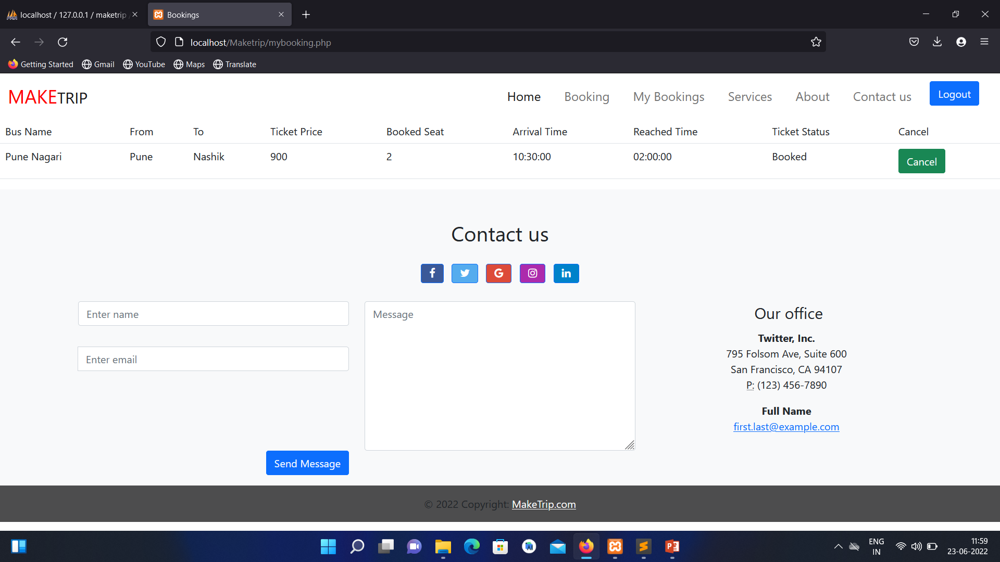 localhost / 127.0.0.1 / maketrip /
Bookings
localhost/Maketrip/mybooking.php
Getting Started Gmail YouTube Maps Translate
MAKETRIP
Home Booking My Bookings Services About Contact us Logout
Bus Name From To Ticket Price Booked Seat Arrival Time Reached Time Ticket Status Cancel
Pune Nagari Pune Nashik 900 2 10:30:00 02:00:00 Booked Cancel
Contact us
Enter name
Enter email
Send Message
Message
Our office
Twitter, Inc.
795 Folsom Ave, Suite 600
San Francisco, CA 94107
P: (123) 456-7890
Full Name
first.last@example.com
© 2022 Copyright: MakeTrip.com
ENG
IN
11:59
23-06-2022